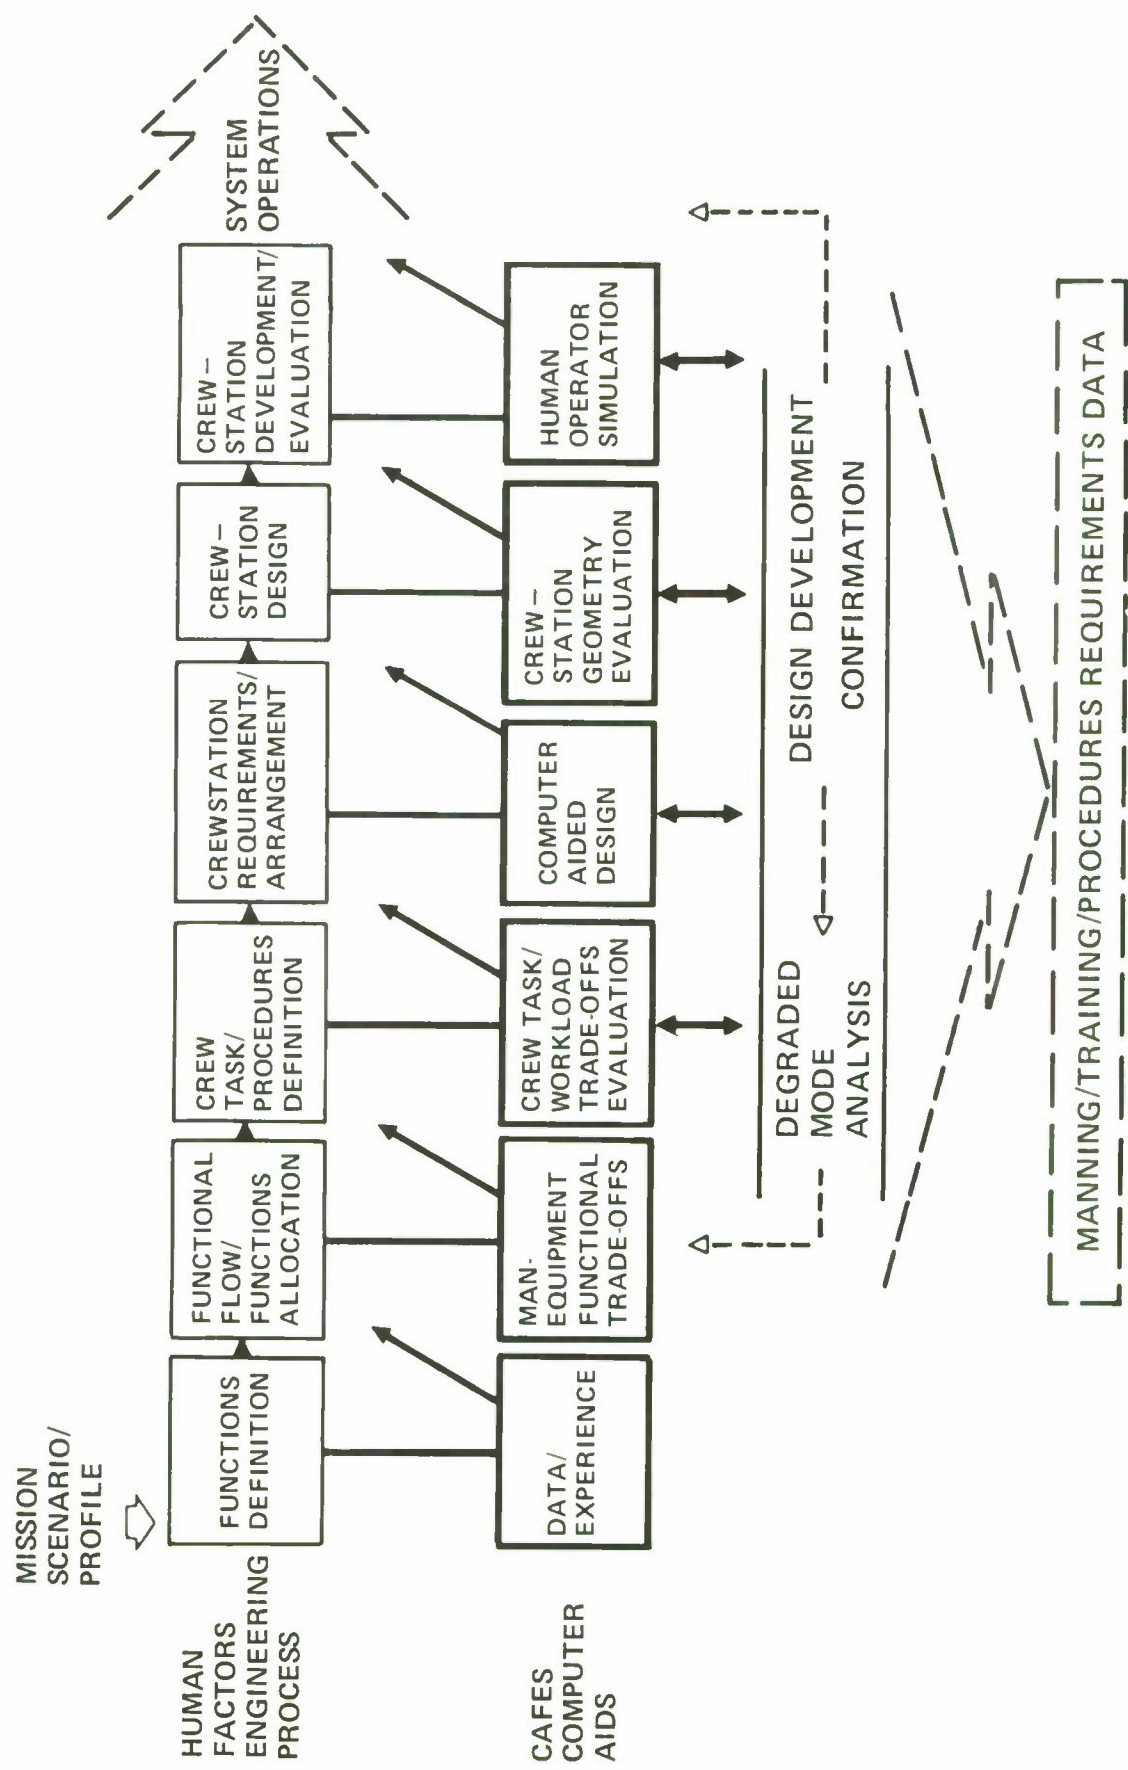 MISSION
SCENARIO/
PROFILE
HUMAN
FACTORS
ENGINEERING
PROCESS
FUNCTIONS
DEFINITION
FUNCTIONAL
FLOW/
FUNCTIONS
ALLOCATION
CREW
TASK/
PROCEDURES
DEFINITION
CREWSTATION
REQUIREMENTS/
ARRANGEMENT
CREW—
STATION
DESIGN
CREW—
STATION
DEVELOPMENT/
EVALUATION
SYSTEM
OPERATIONS
CAFES
COMPUTER
AIDS
DATA/
EXPERIENCE
MAN-
EQUIPMENT
FUNCTIONAL
TRADE-OFFS
CREW TASK/
WORKLOAD
TRADE-OFFS
EVALUATION
COMPUTER
AIDED
DESIGN
CREW—
STATION
GEOMETRY
EVALUATION
HUMAN
OPERATOR
SIMULATION
DEGRADED
MODE
ANALYSIS
DESIGN DEVELOPMENT
CONFIRMATION
MANNING/TRAINING/PROCEDURES REQUIREMENTS DATA